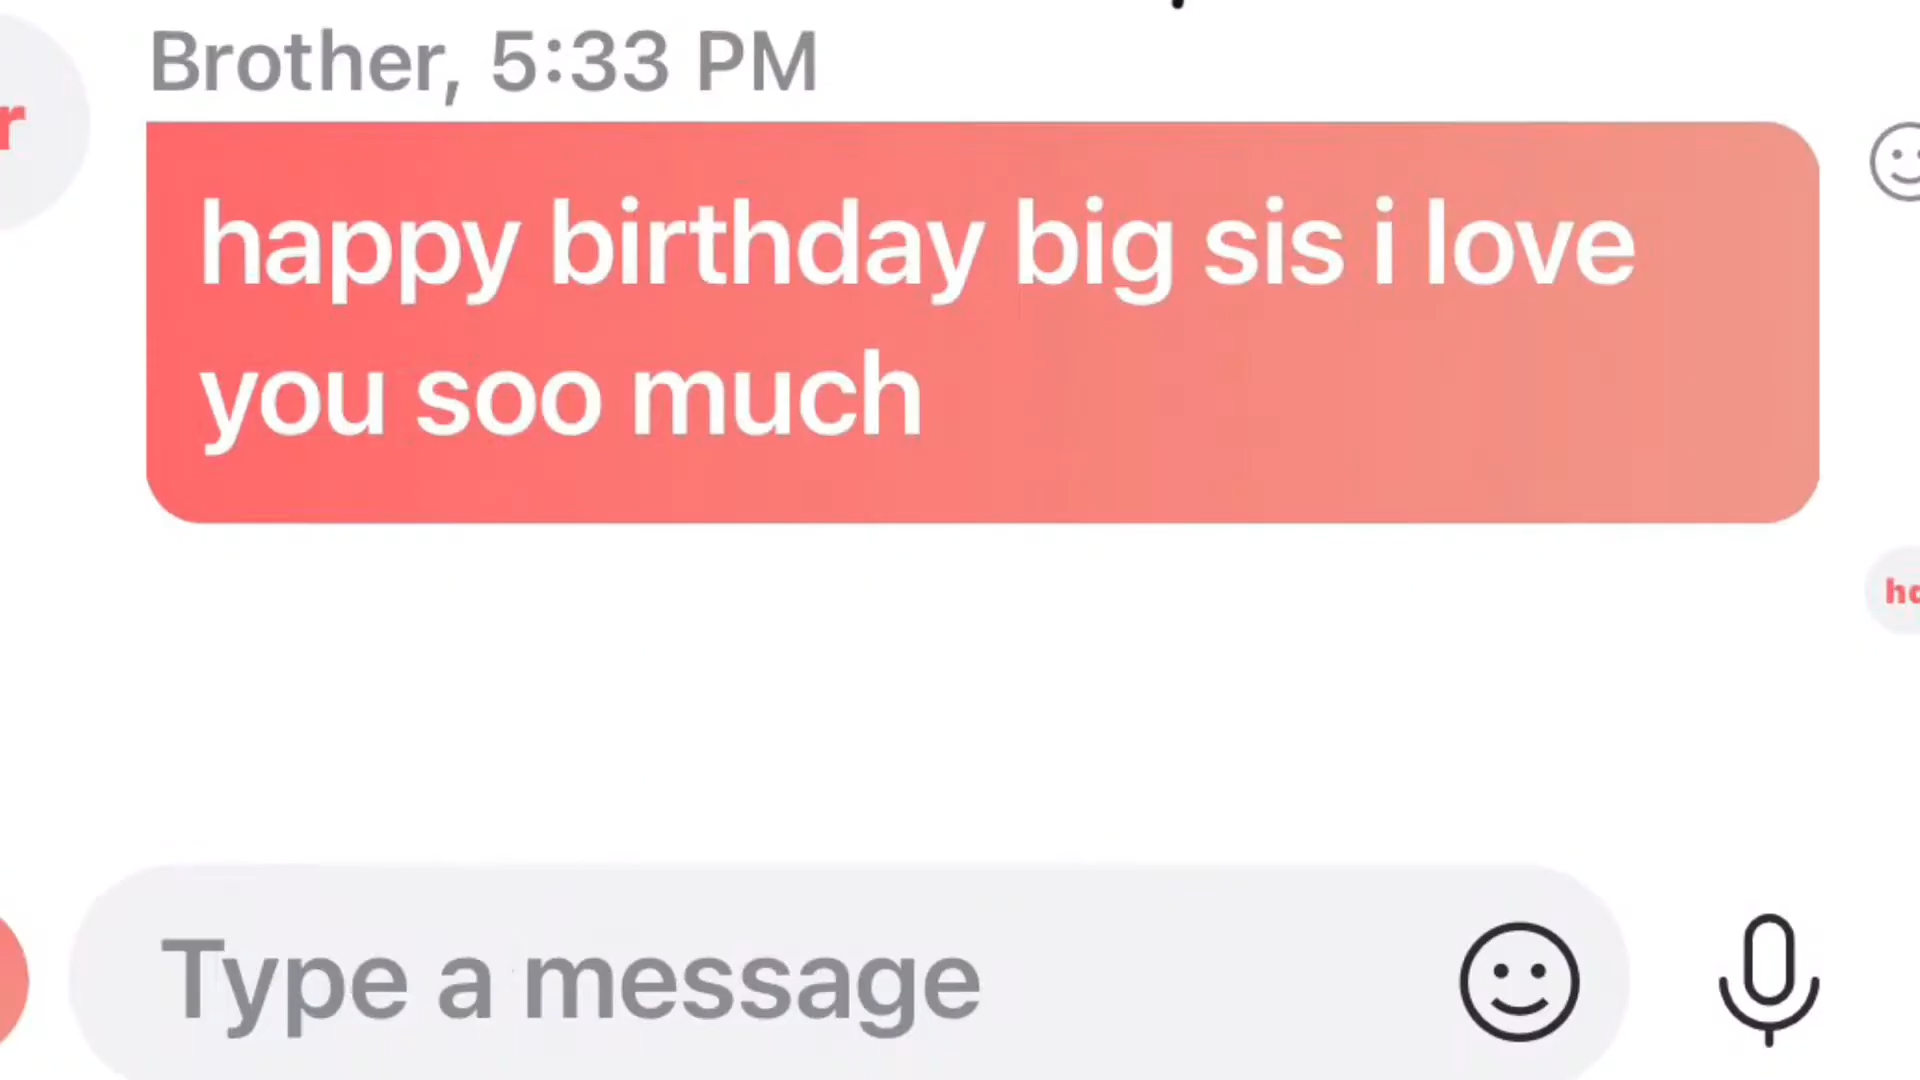 Brother, 5:33 PM
r
happy birthday big sis i love
you soo much
Type a message